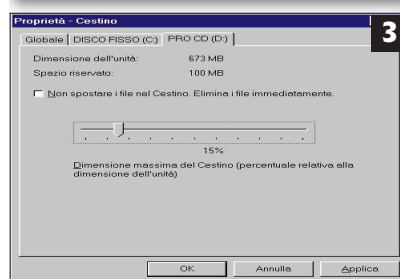 Proprietà - Cestino
3
Globale DISCO FISSO (C:) PRO CD (D:)
Dimensione dell'unità: 673 MB
Spazio riservato: 100 MB
Non spostare i file nel Cestino. Elimina i file immediatamente.
15%
Dimensione massima del Cestino (percentuale relativa alla
dimensione dell'unità)
OK Annulla Applica